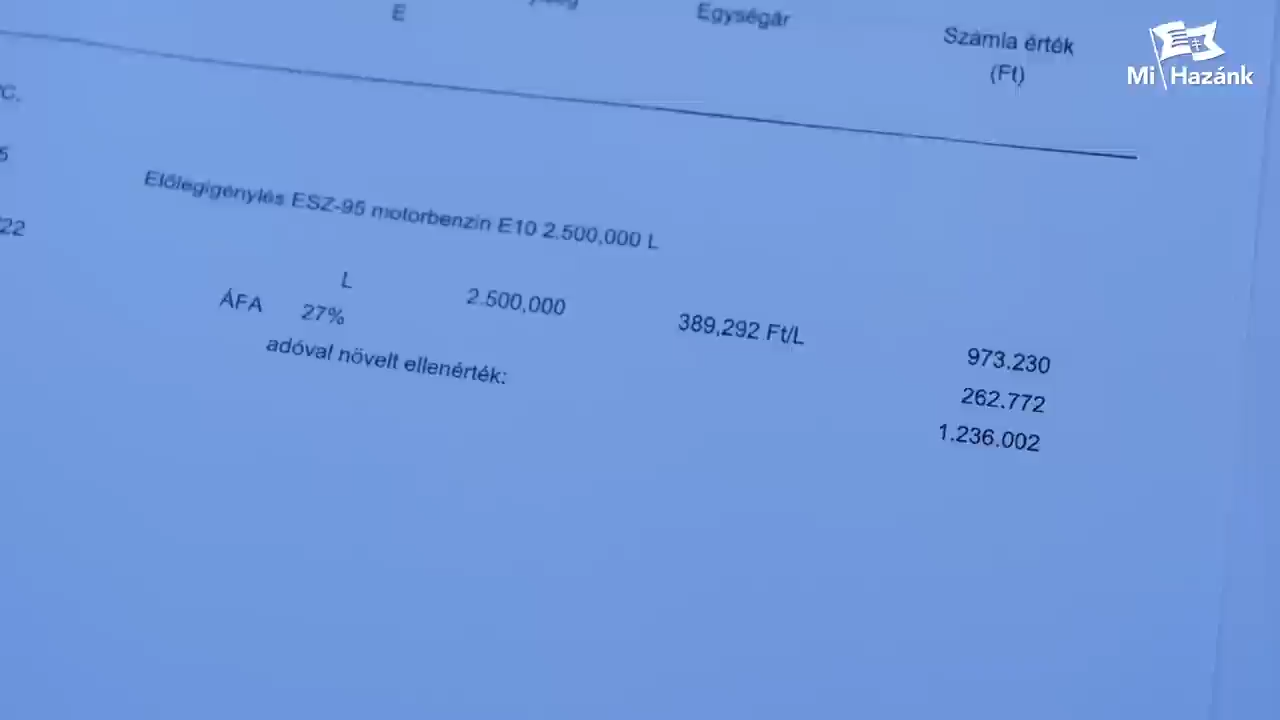 E
Egységár
Számla érték
(Ft)
Mi Hazánk
22
Előlegigénylés ESZ-95 motorbenzin E10 2.500,000 L
L 2.500,000 389,292 Ft/L 973.230
ÁFA 27% 262.772
adóval növelt ellenérték: 1.236.002